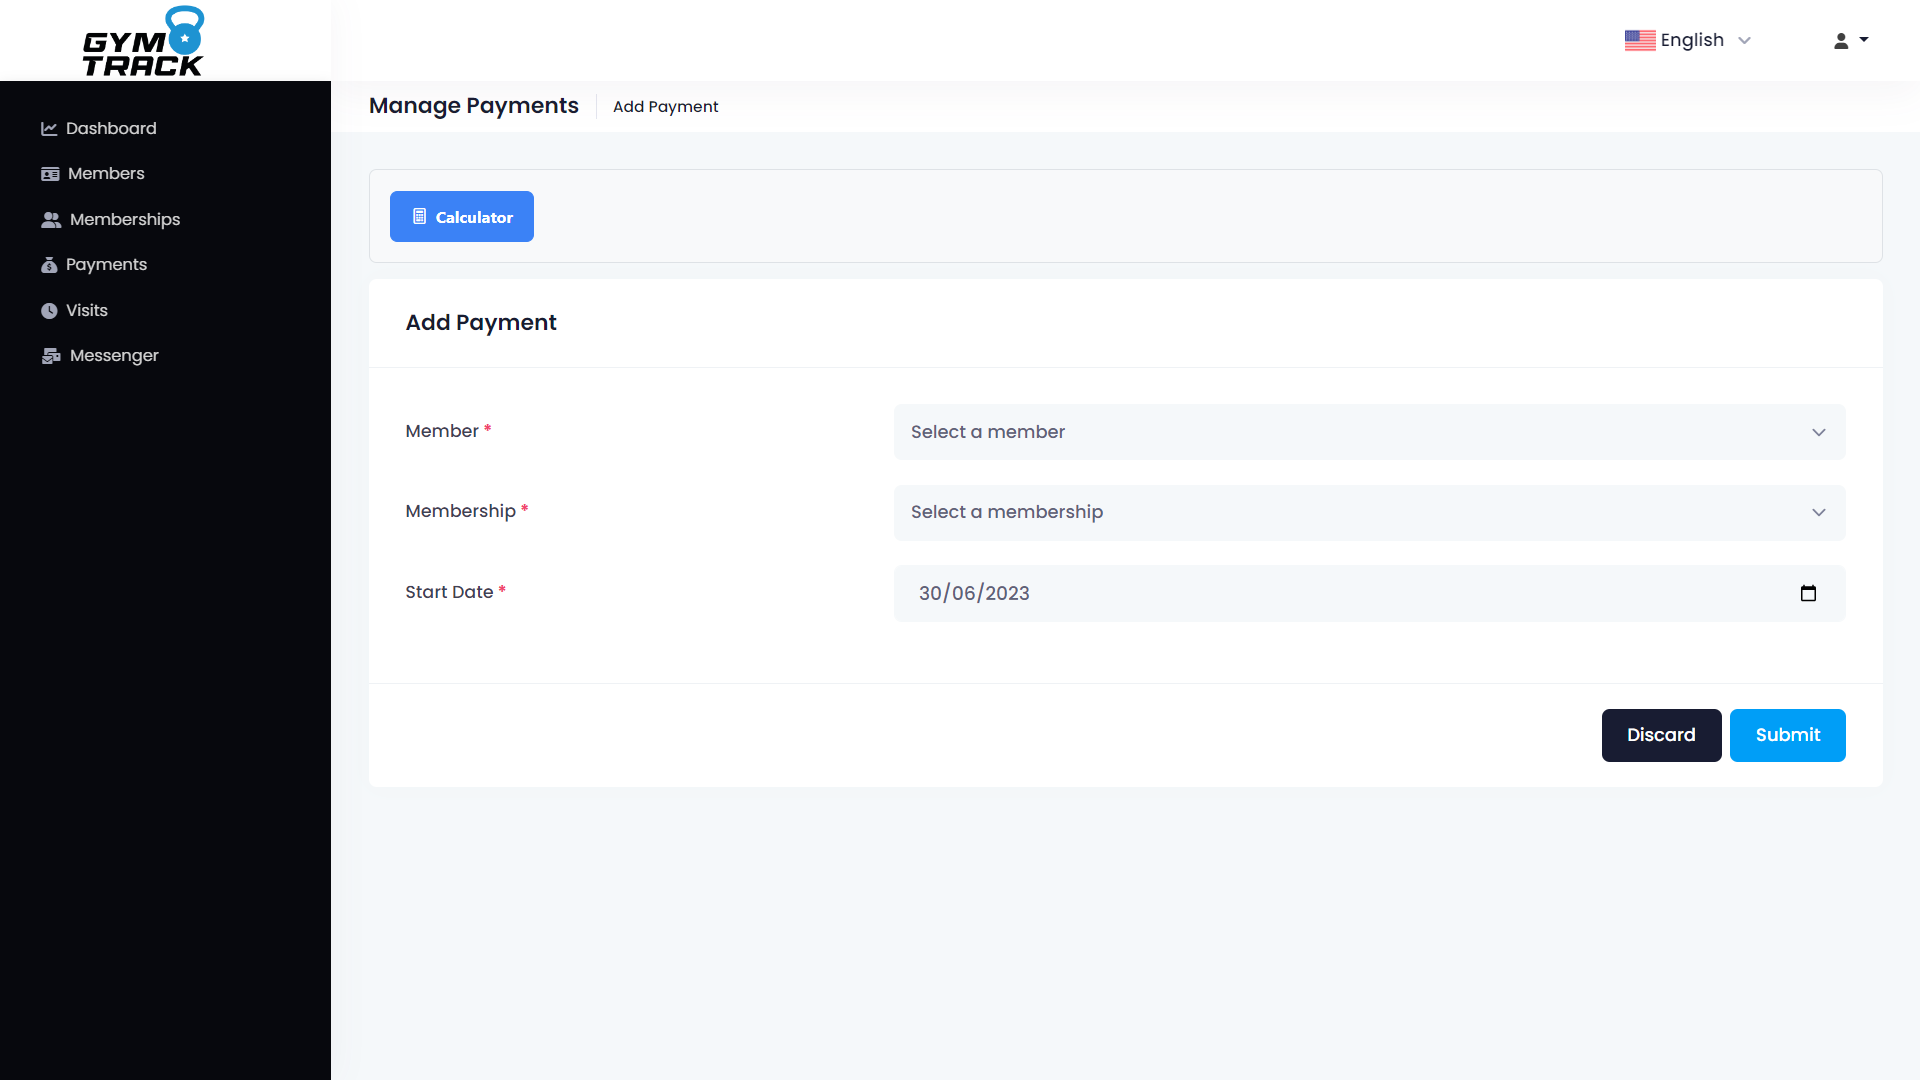 GYM
TRACK
English
Manage Payments
Add Payment
Dashboard
Members
Memberships
Payments
Visits
Messenger
Calculator
Add Payment
Member *
Select a member
Membership *
Select a membership
Start Date *
30/06/2023
Discard
Submit